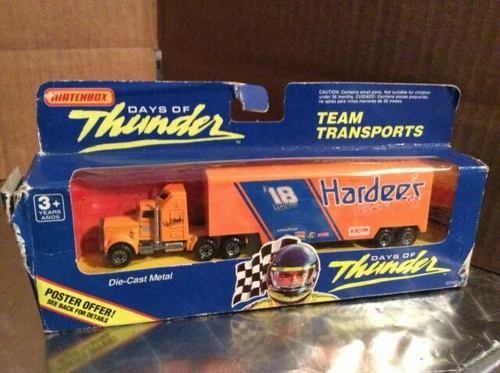 MATCHBOX
DAYS OF
Thunder
TEAM
TRANSPORTS
CAUTION: Contains small parts. Not suitable for children
under 36 months. CUIDADO: Contiene piezas pequeñas,
no aptos para niños menores de 36 meses.
3+
YEARS
AÑOS
'18
Hardee's
EXXON
Die-Cast Metal
POSTER OFFER!
SEE BACK FOR DETAILS
DAYS OF
Thunder